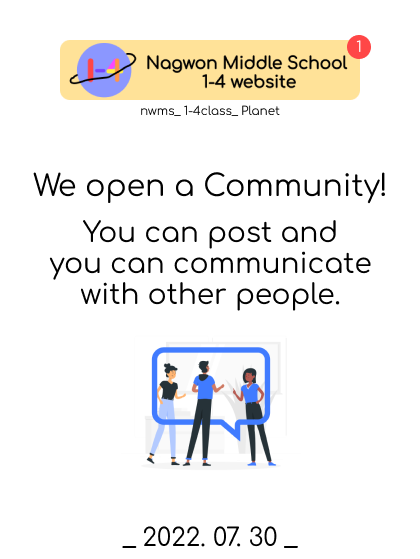 1
1-4
Nagwon Middle School
1-4 website
nwms_ 1-4class_ Planet
We open a Community!
You can post and
you can communicate
with other people.
_ 2022. 07. 30 _